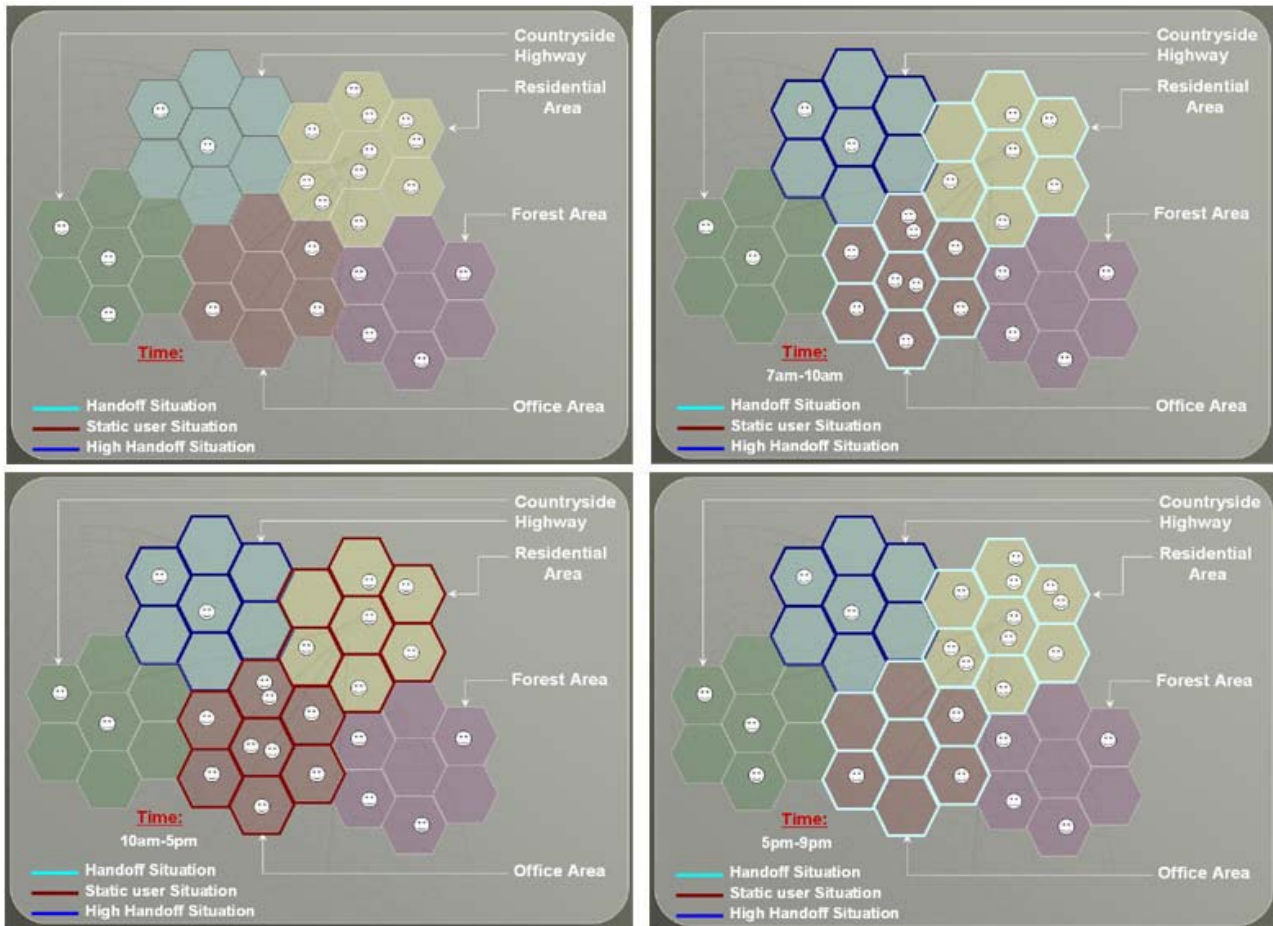 Countryside
Highway
Residential
Area
Forest Area
Time:
Handoff Situation
Static user Situation
High Handoff Situation
Office Area
Countryside
Highway
Residential
Area
Forest Area
Time:
7am-10am
Handoff Situation
Static user Situation
High Handoff Situation
Office Area
Countryside
Highway
Residential
Area
Forest Area
Time:
10am-5pm
Handoff Situation
Static user Situation
High Handoff Situation
Office Area
Countryside
Highway
Residential
Area
Forest Area
Time:
5pm-9pm
Handoff Situation
Static user Situation
High Handoff Situation
Office Area